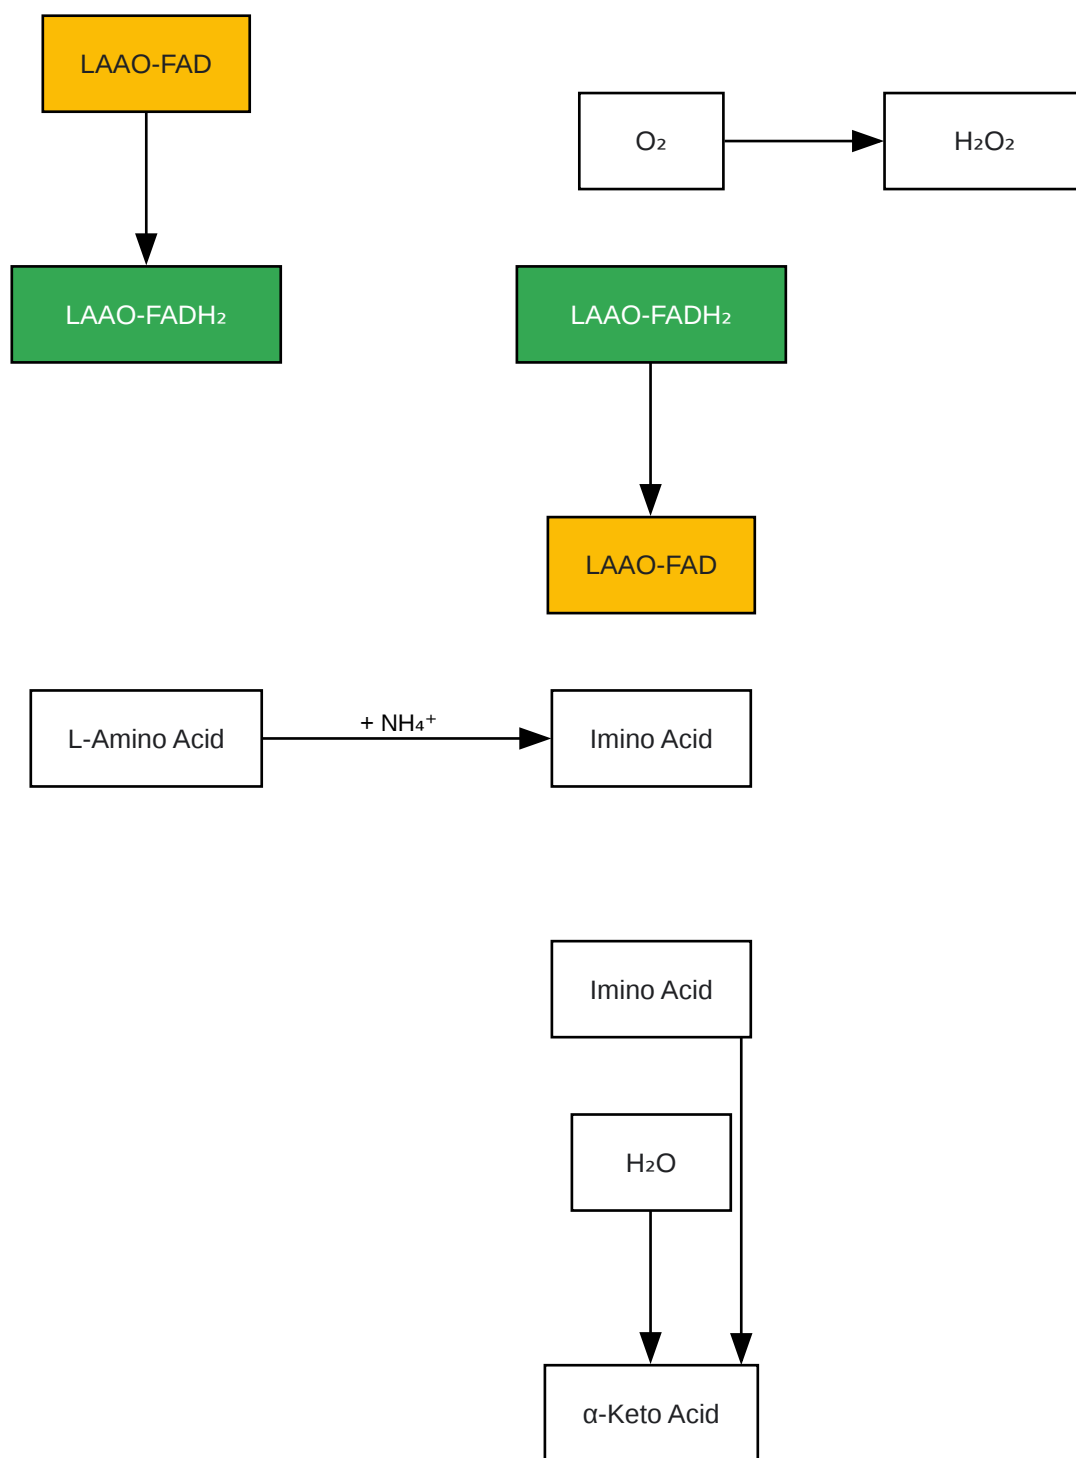 LAAO-FAD
O₂
H₂O₂
LAAO-FADH₂
LAAO-FADH₂
LAAO-FAD
L-Amino Acid
+ NH₄⁺
Imino Acid
Imino Acid
H₂O
α-Keto Acid